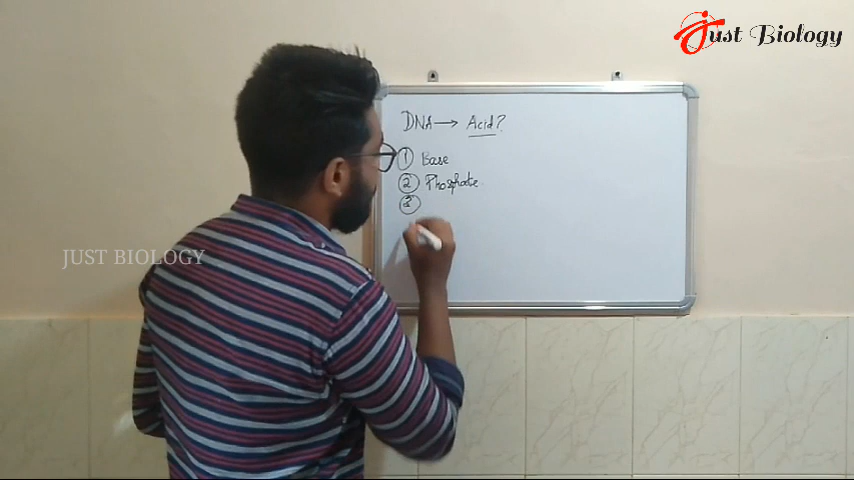 Just Biology
DNA → Acid?
① Base
② Phosphate
③
JUST BIOLOGY